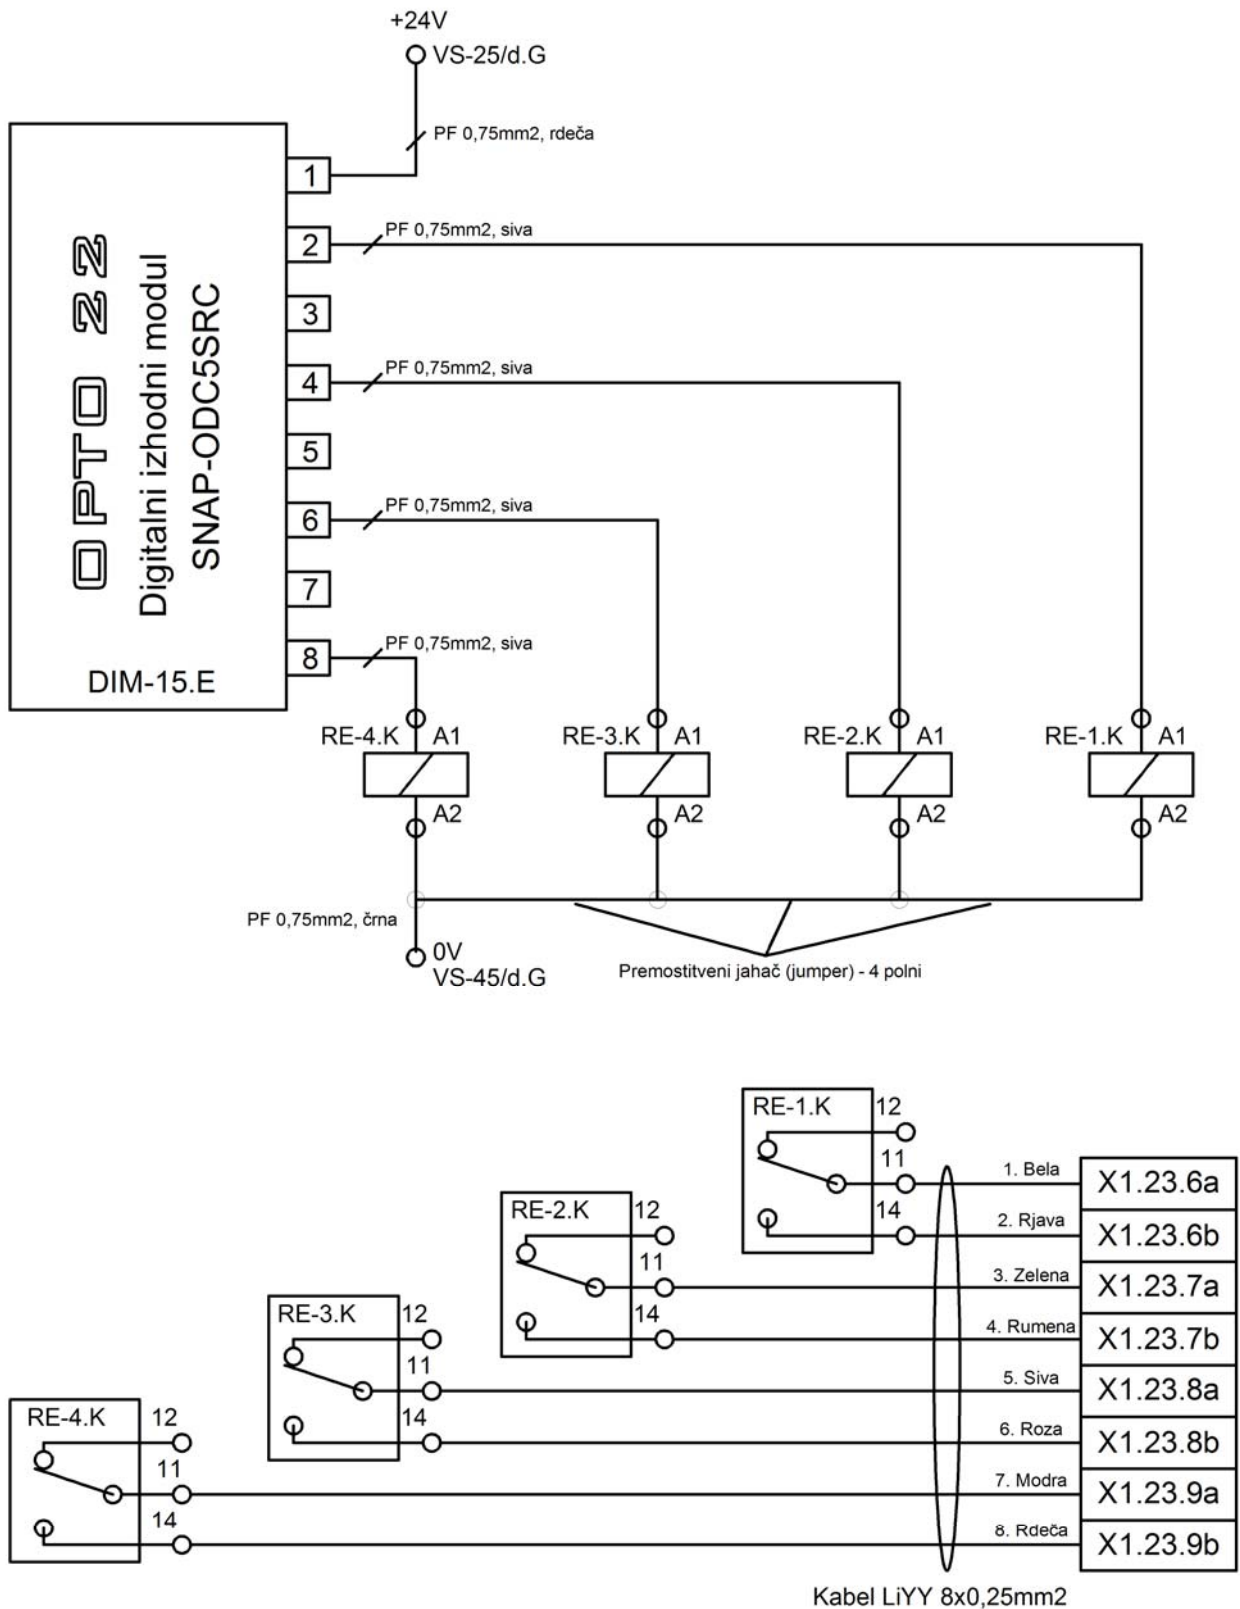 +24V
VS-25/d.G
PF 0,75mm2, rdeča
1
PF 0,75mm2, siva
2
3
PF 0,75mm2, siva
4
5
PF 0,75mm2, siva
6
7
PF 0,75mm2, siva
8
OPTO 22
Digitalni izhodni modul
SNAP-ODC5SRC
DIM-15.E
RE-4.K A1
RE-3.K A1
RE-2.K A1
RE-1.K A1
A2
A2
A2
A2
PF 0,75mm2, črna
0V
VS-45/d.G
Premostitveni jahač (jumper) - 4 polni
RE-1.K
12
11
14
RE-2.K
12
11
14
RE-3.K
12
11
14
RE-4.K
12
11
14
1. Bela X1.23.6a
2. Rjava X1.23.6b
3. Zelena X1.23.7a
4. Rumena X1.23.7b
5. Siva X1.23.8a
6. Roza X1.23.8b
7. Modra X1.23.9a
8. Rdeča X1.23.9b
Kabel LiYY 8x0,25mm2